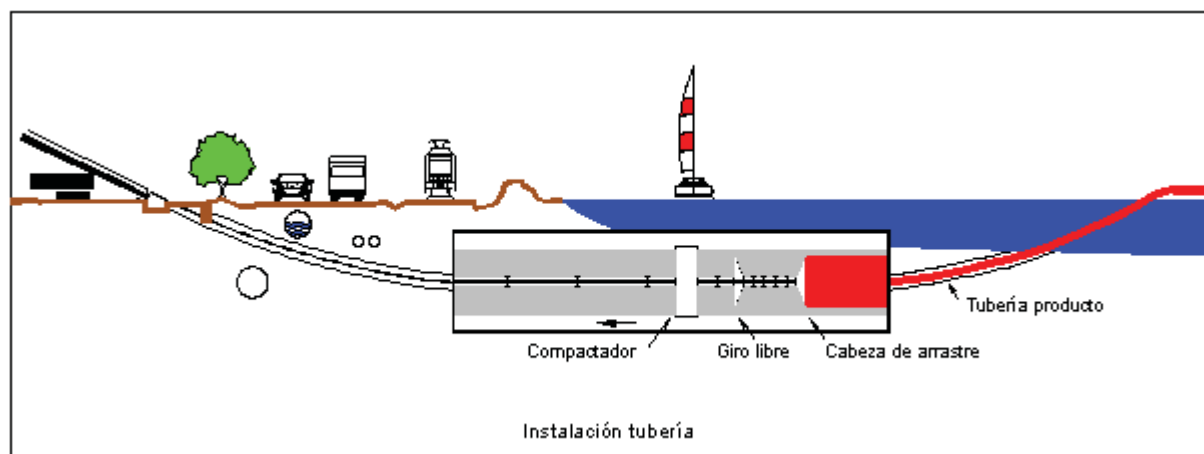 Tubería producto
Compactador
Giro libre
Cabeza de arrastre
Instalación tubería